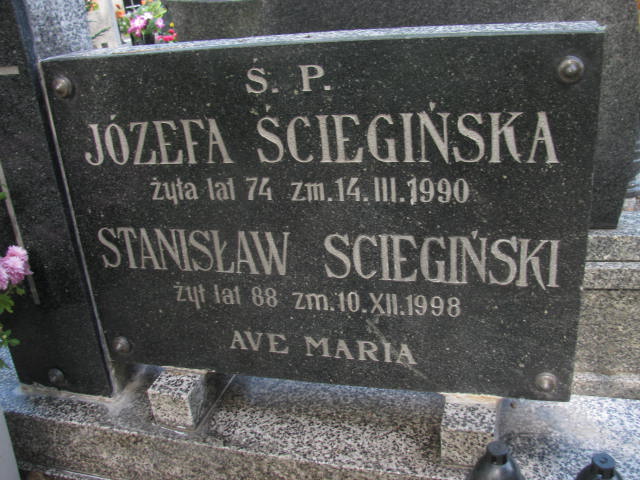 Ś. P.
JÓZEFA ŚCIEGIŃSKA
żyła lat 74 zm. 14. III. 1990
STANISŁAW SCIEGIŃSKI
żył lat 88 zm. 10. XII. 1998
AVE MARIA